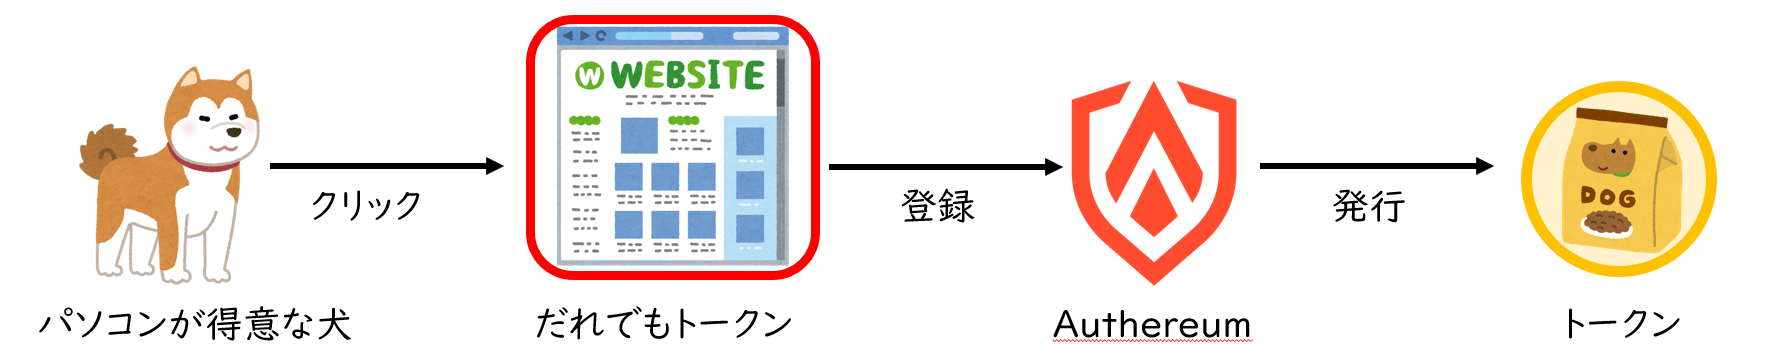 W WEBSITE
クリック
登録
発行
DOG
パソコンが得意な犬
だれでもトークン
Authereum
トークン